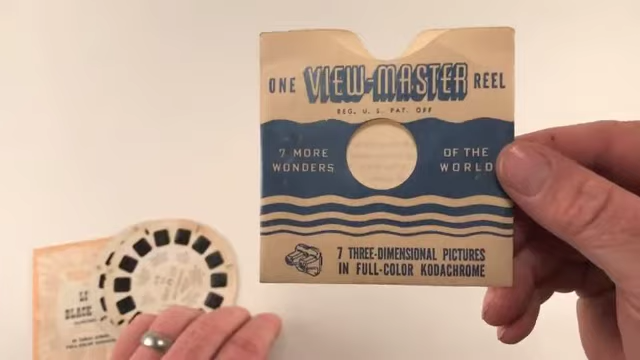 ONE VIEW-MASTER REEL
REG. U. S. PAT. OFF
7 MORE
WONDERS
OF THE
WORLD
7 THREE-DIMENSIONAL PICTURES
IN FULL-COLOR KODACHROME
BLACK